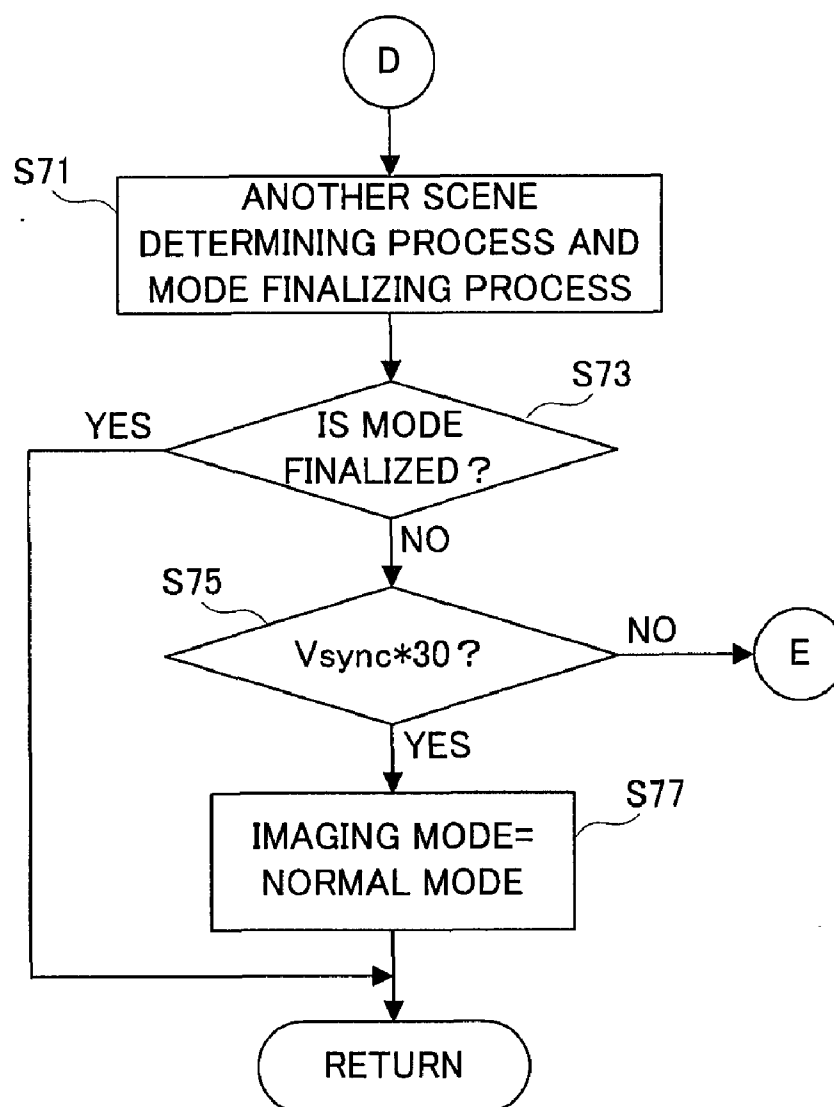 D
S71
ANOTHER SCENE
DETERMINING PROCESS AND
MODE FINALIZING PROCESS
S73
YES
IS MODE
FINALIZED?
NO
S75
Vsync*30?
NO
E
YES
S77
IMAGING MODE=
NORMAL MODE
RETURN